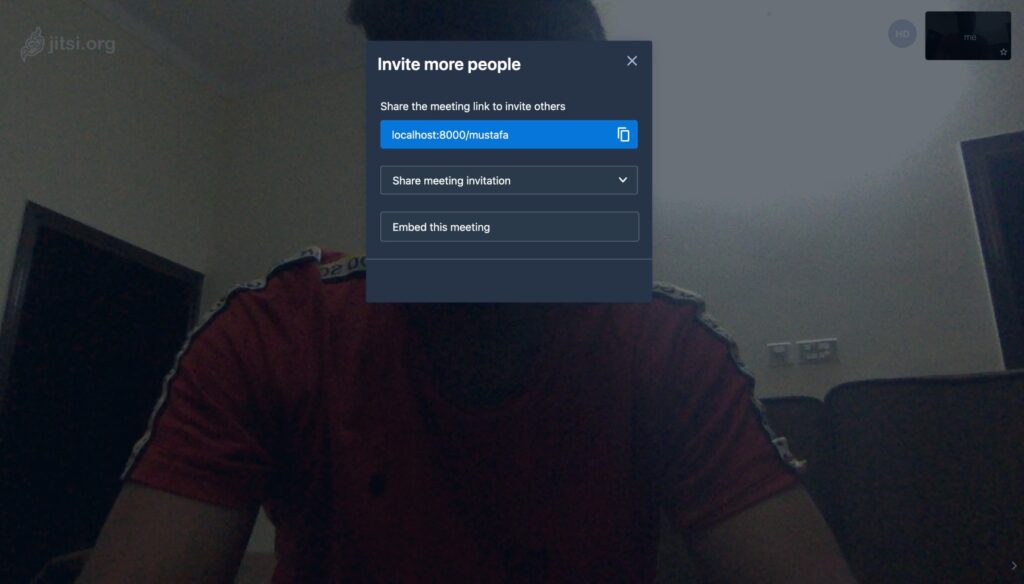 jitsi.org
HD
me
Invite more people
Share the meeting link to invite others
localhost:8000/mustafa
Share meeting invitation
Embed this meeting